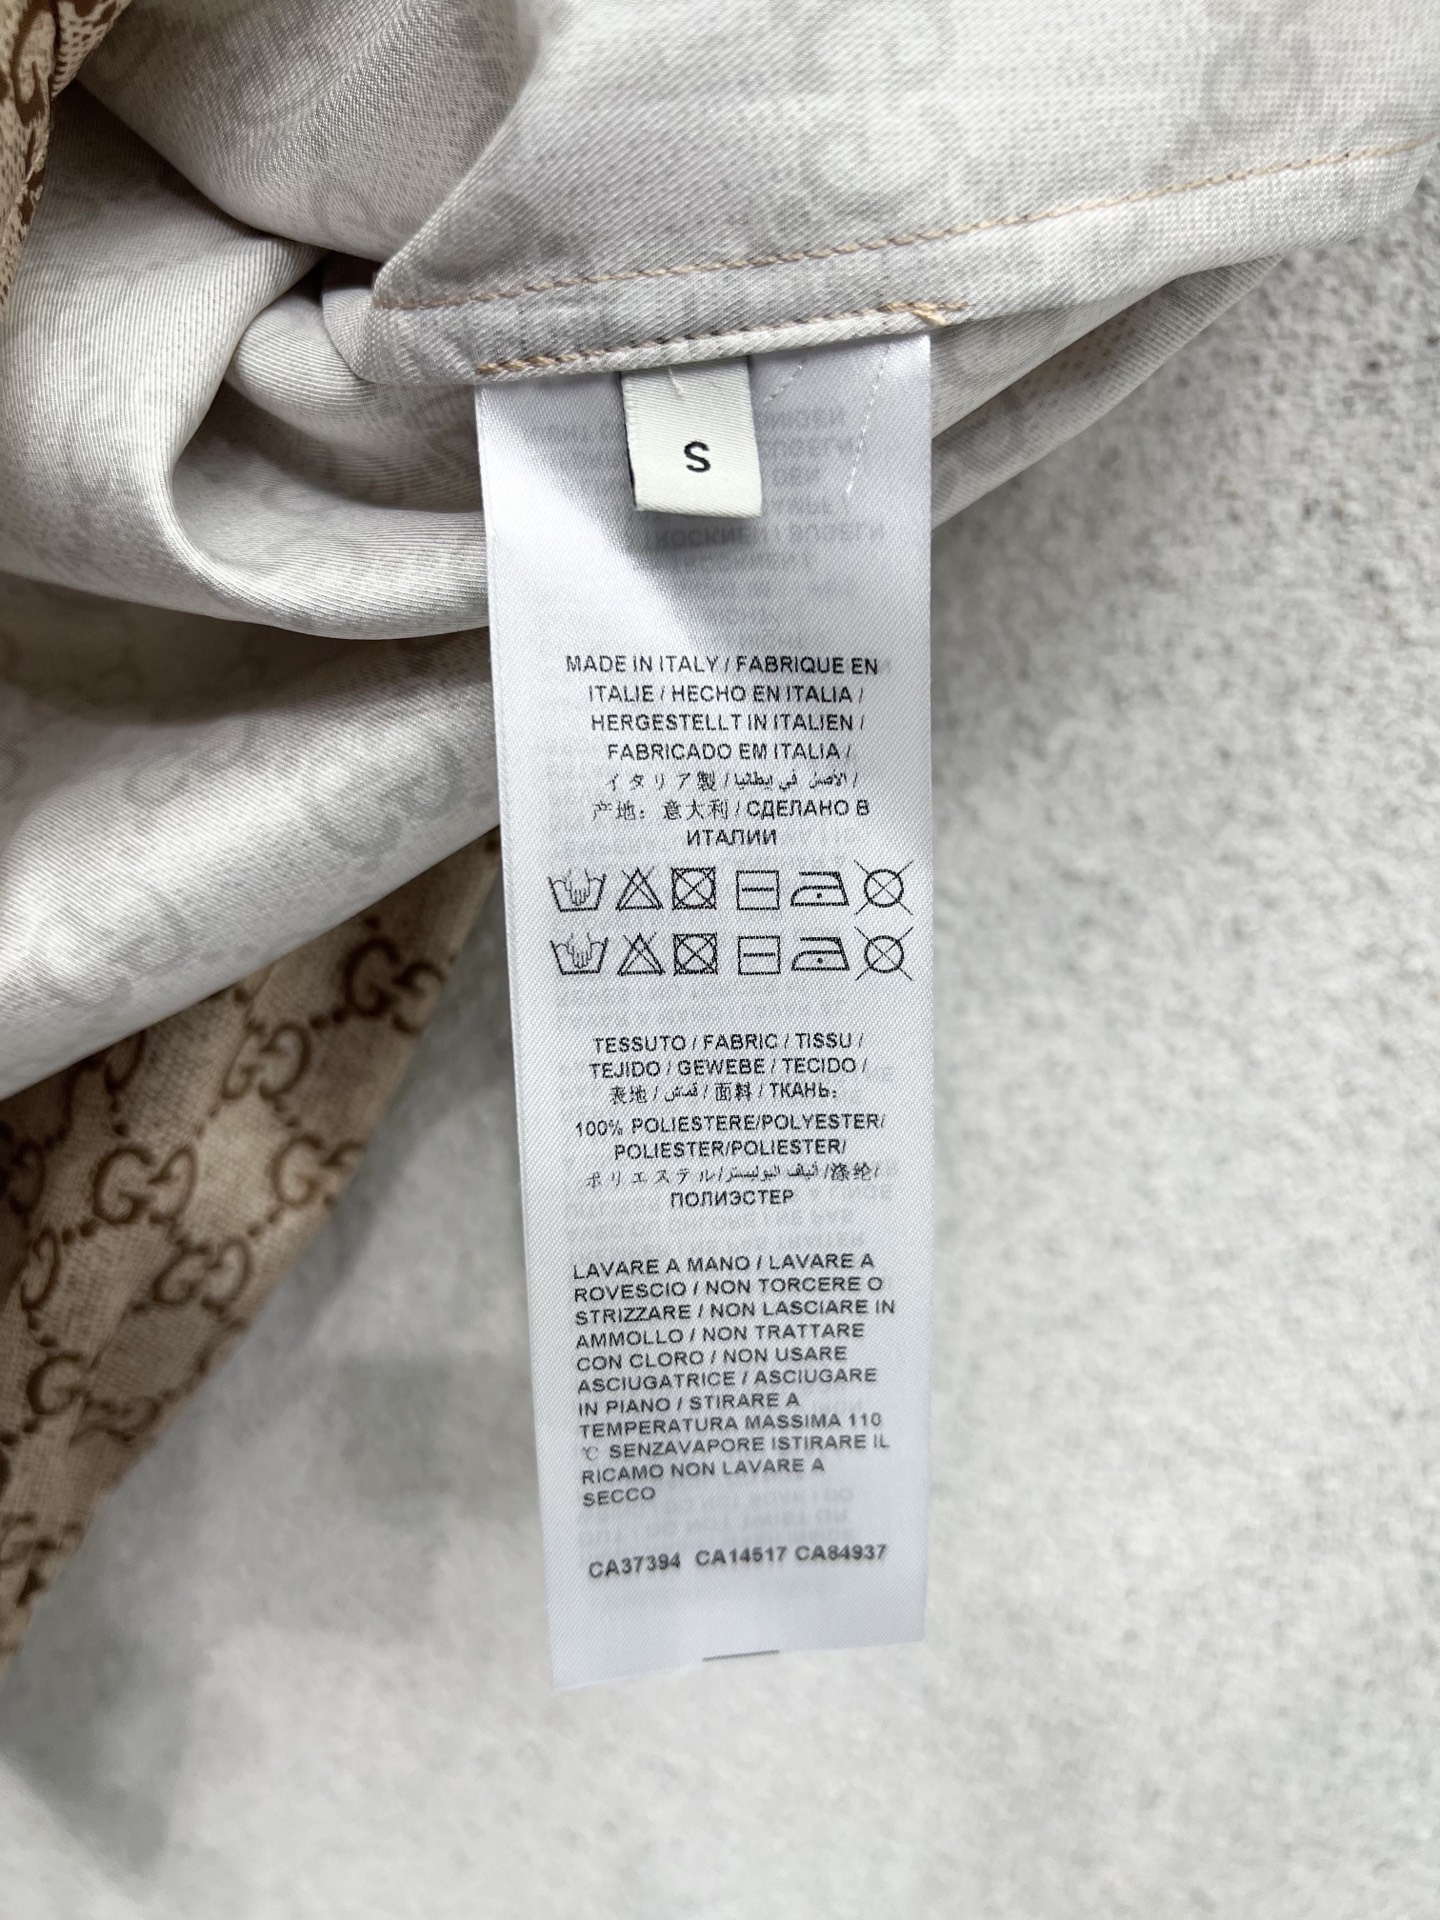 S
MADE IN ITALY / FABRIQUE EN
ITALIE / HECHO EN ITALIA /
HERGESTELLT IN ITALIEN /
FABRICADO EM ITALIA /
イタリア製 / الأصل في إيطاليا /
产地：意大利 / СДЕЛАНО В
ИТАЛИИ
TESSUTO / FABRIC / TISSU /
TEJIDO / GEWEBE / TECIDO /
表地 / قمش / 面料 / ТКАНЬ:
100% POLIESTERE/POLYESTER/
POLIESTER/POLIESTER/
ポリエステル/ألياف البوليستر/涤纶/
ПОЛИЭСТЕР
LAVARE A MANO / LAVARE A
ROVESCIO / NON TORCERE O
STRIZZARE / NON LASCIARE IN
AMMOLLO / NON TRATTARE
CON CLORO / NON USARE
ASCIUGATRICE / ASCIUGARE
IN PIANO / STIRARE A
TEMPERATURA MASSIMA 110
℃ SENZAVAPORE ISTIRARE IL
RICAMO NON LAVARE A
SECCO
CA37394 CA14517 CA84937